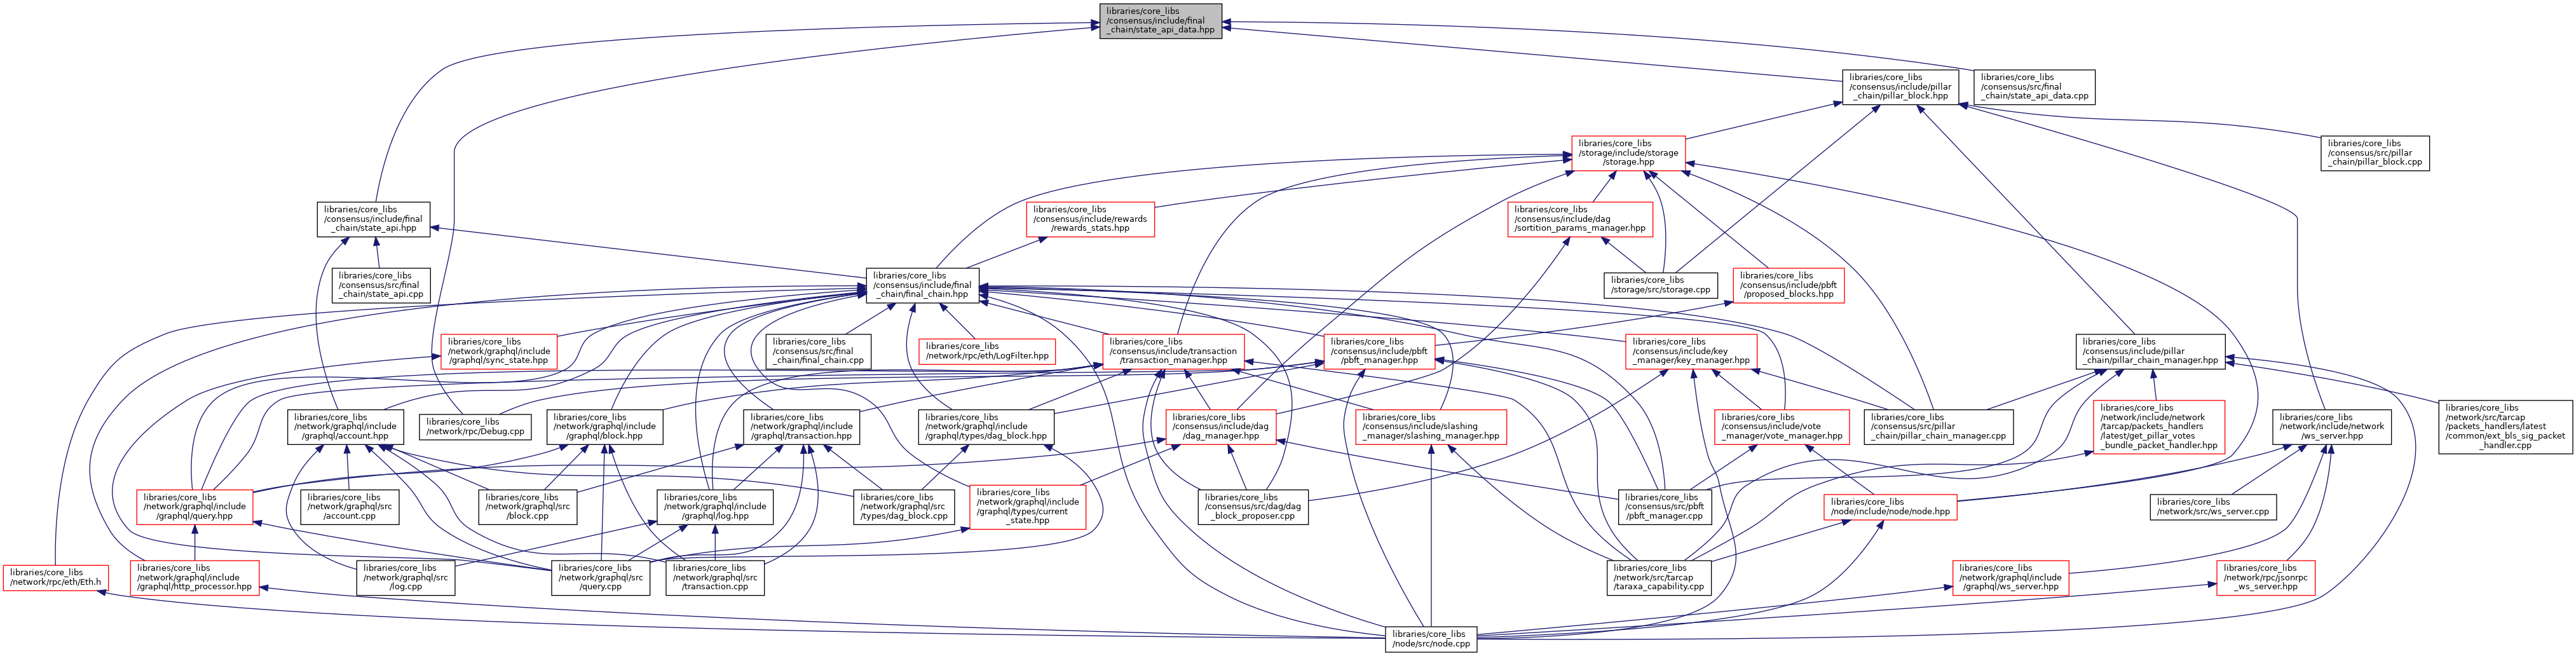 libraries/core_libs
/consensus/include/final
_chain/state_api_data.hpp
libraries/core_libs
/consensus/include/pillar
_chain/pillar_block.hpp
libraries/core_libs
/consensus/src/final
_chain/state_api_data.cpp
libraries/core_libs
/storage/include/storage
/storage.hpp
libraries/core_libs
/consensus/src/pillar
_chain/pillar_block.cpp
libraries/core_libs
/consensus/include/final
_chain/state_api.hpp
libraries/core_libs
/consensus/include/rewards
/rewards_stats.hpp
libraries/core_libs
/consensus/include/dag
/sortition_params_manager.hpp
libraries/core_libs
/consensus/src/final
_chain/state_api.cpp
libraries/core_libs
/consensus/include/final
_chain/final_chain.hpp
libraries/core_libs
/storage/src/storage.cpp
libraries/core_libs
/consensus/include/pbft
/proposed_blocks.hpp
libraries/core_libs
/network/graphql/include
/graphql/sync_state.hpp
libraries/core_libs
/consensus/src/final
_chain/final_chain.cpp
libraries/core_libs
/network/rpc/eth/LogFilter.hpp
libraries/core_libs
/consensus/include/transaction
/transaction_manager.hpp
libraries/core_libs
/consensus/include/pbft
/pbft_manager.hpp
libraries/core_libs
/consensus/include/key
_manager/key_manager.hpp
libraries/core_libs
/consensus/include/pillar
_chain/pillar_chain_manager.hpp
libraries/core_libs
/network/graphql/include
/graphql/account.hpp
libraries/core_libs
/network/rpc/Debug.cpp
libraries/core_libs
/network/graphql/include
/graphql/block.hpp
libraries/core_libs
/network/graphql/include
/graphql/transaction.hpp
libraries/core_libs
/network/graphql/include
/graphql/types/dag_block.hpp
libraries/core_libs
/consensus/include/dag
/dag_manager.hpp
libraries/core_libs
/consensus/include/slashing
_manager/slashing_manager.hpp
libraries/core_libs
/consensus/include/vote
_manager/vote_manager.hpp
libraries/core_libs
/consensus/src/pillar
_chain/pillar_chain_manager.cpp
libraries/core_libs
/network/include/network
/tarcap/packets_handlers
/latest/get_pillar_votes
_bundle_packet_handler.hpp
libraries/core_libs
/network/include/network
/ws_server.hpp
libraries/core_libs
/network/src/tarcap
/packets_handlers/latest
/common/ext_bls_sig_packet
_handler.cpp
libraries/core_libs
/network/graphql/include
/graphql/query.hpp
libraries/core_libs
/network/graphql/src
/account.cpp
libraries/core_libs
/network/graphql/src
/block.cpp
libraries/core_libs
/network/graphql/include
/graphql/log.hpp
libraries/core_libs
/network/graphql/src
/types/dag_block.cpp
libraries/core_libs
/network/graphql/include
/graphql/types/current
_state.hpp
libraries/core_libs
/consensus/src/dag/dag
_block_proposer.cpp
libraries/core_libs
/consensus/src/pbft
/pbft_manager.cpp
libraries/core_libs
/node/include/node/node.hpp
libraries/core_libs
/network/src/ws_server.cpp
libraries/core_libs
/network/rpc/eth/Eth.h
libraries/core_libs
/network/graphql/include
/graphql/http_processor.hpp
libraries/core_libs
/network/graphql/src
/log.cpp
libraries/core_libs
/network/graphql/src
/query.cpp
libraries/core_libs
/network/graphql/src
/transaction.cpp
libraries/core_libs
/network/src/tarcap
/taraxa_capability.cpp
libraries/core_libs
/network/graphql/include
/graphql/ws_server.hpp
libraries/core_libs
/network/rpc/jsonrpc
_ws_server.hpp
libraries/core_libs
/node/src/node.cpp